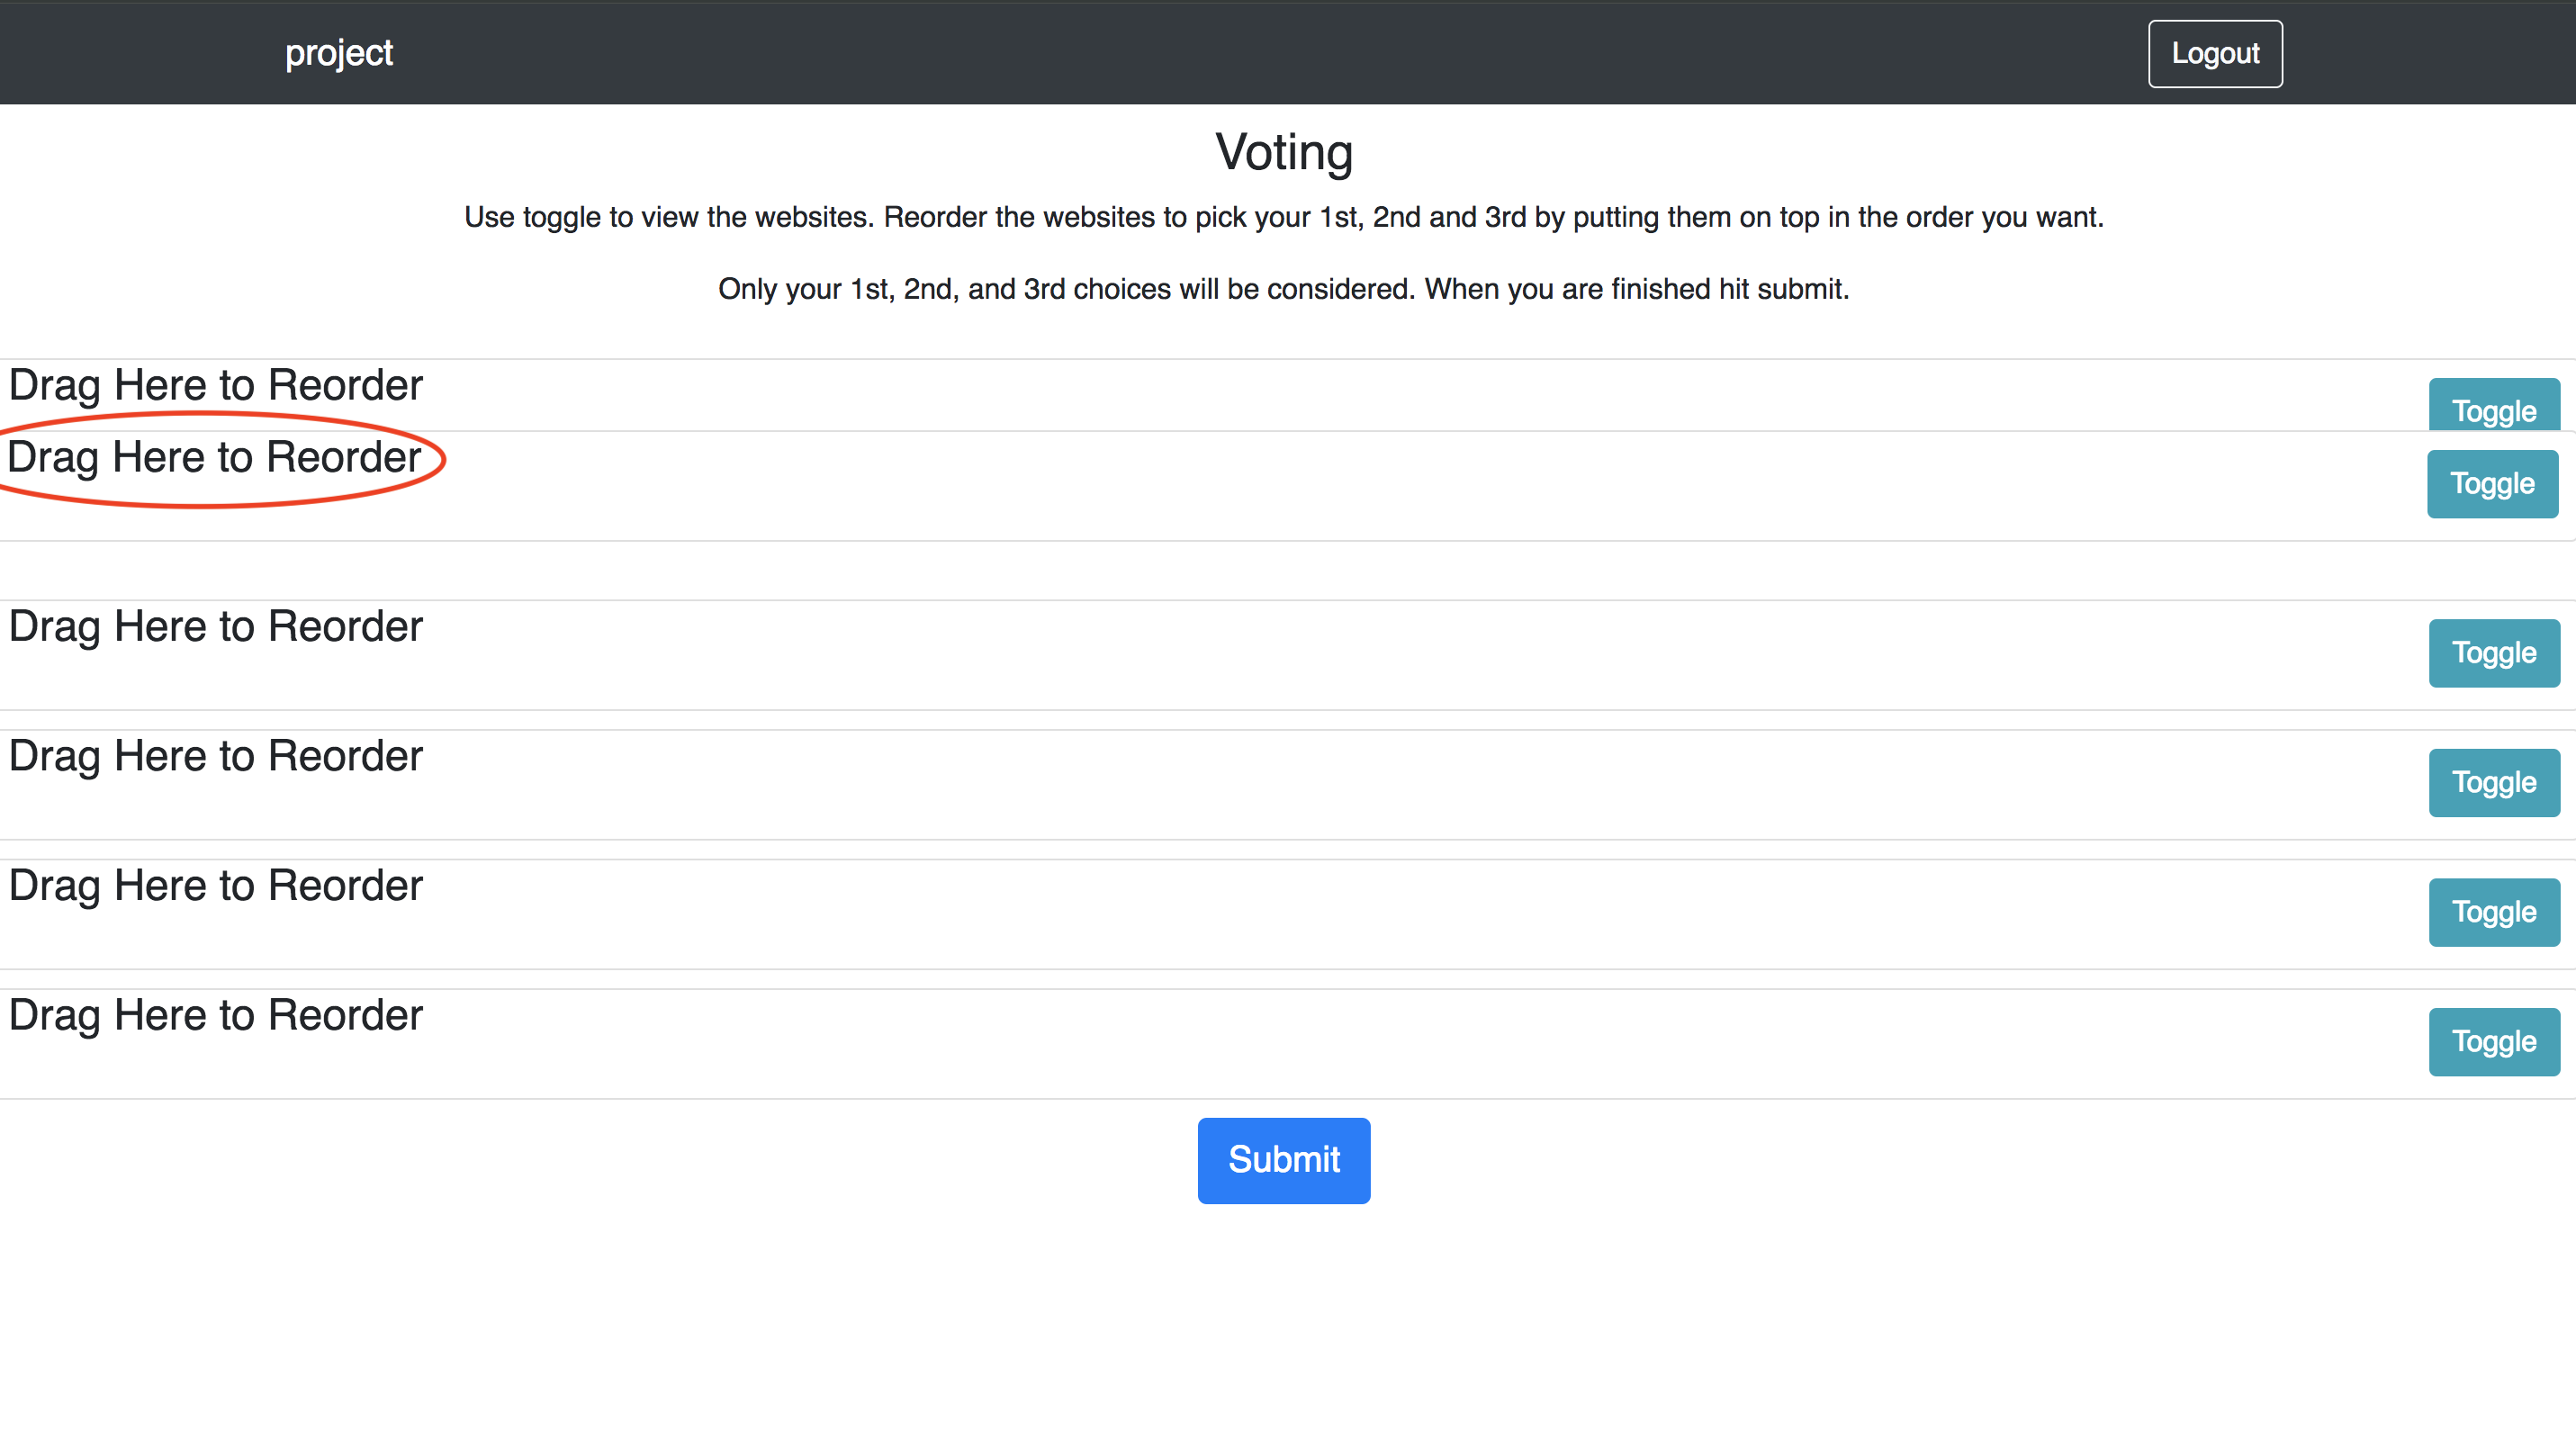 project
Logout
Voting
Use toggle to view the websites. Reorder the websites to pick your 1st, 2nd and 3rd by putting them on top in the order you want.
Only your 1st, 2nd, and 3rd choices will be considered. When you are finished hit submit.
Drag Here to Reorder
Toggle
Drag Here to Reorder
Toggle
Drag Here to Reorder
Toggle
Drag Here to Reorder
Toggle
Drag Here to Reorder
Toggle
Drag Here to Reorder
Toggle
Submit